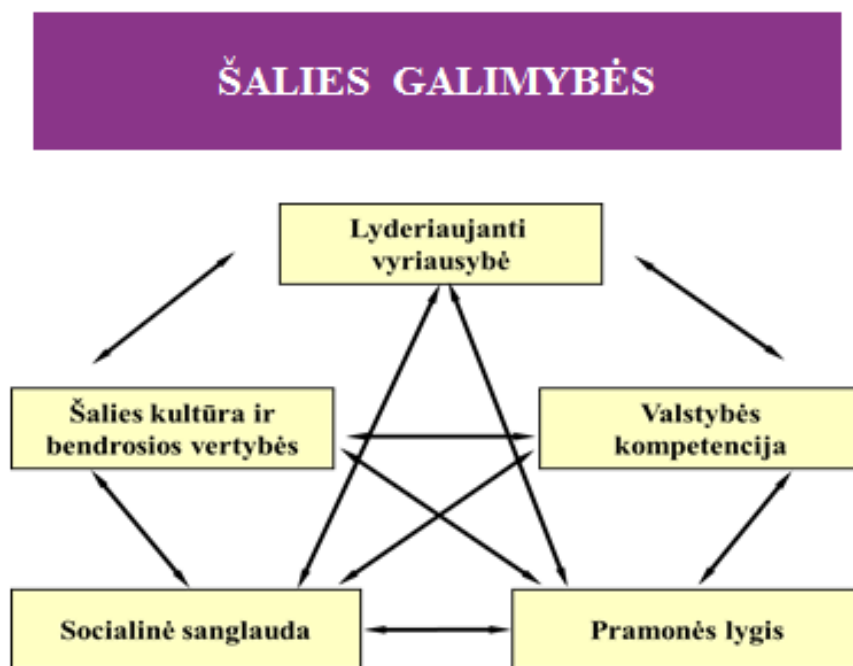 ŠALIES GALIMYBĖS
Lyderiaujanti
vyriausybė
Šalies kultūra ir
bendrosios vertybės
Valstybės
kompetencija
Socialinė sanglauda
Pramonės lygis